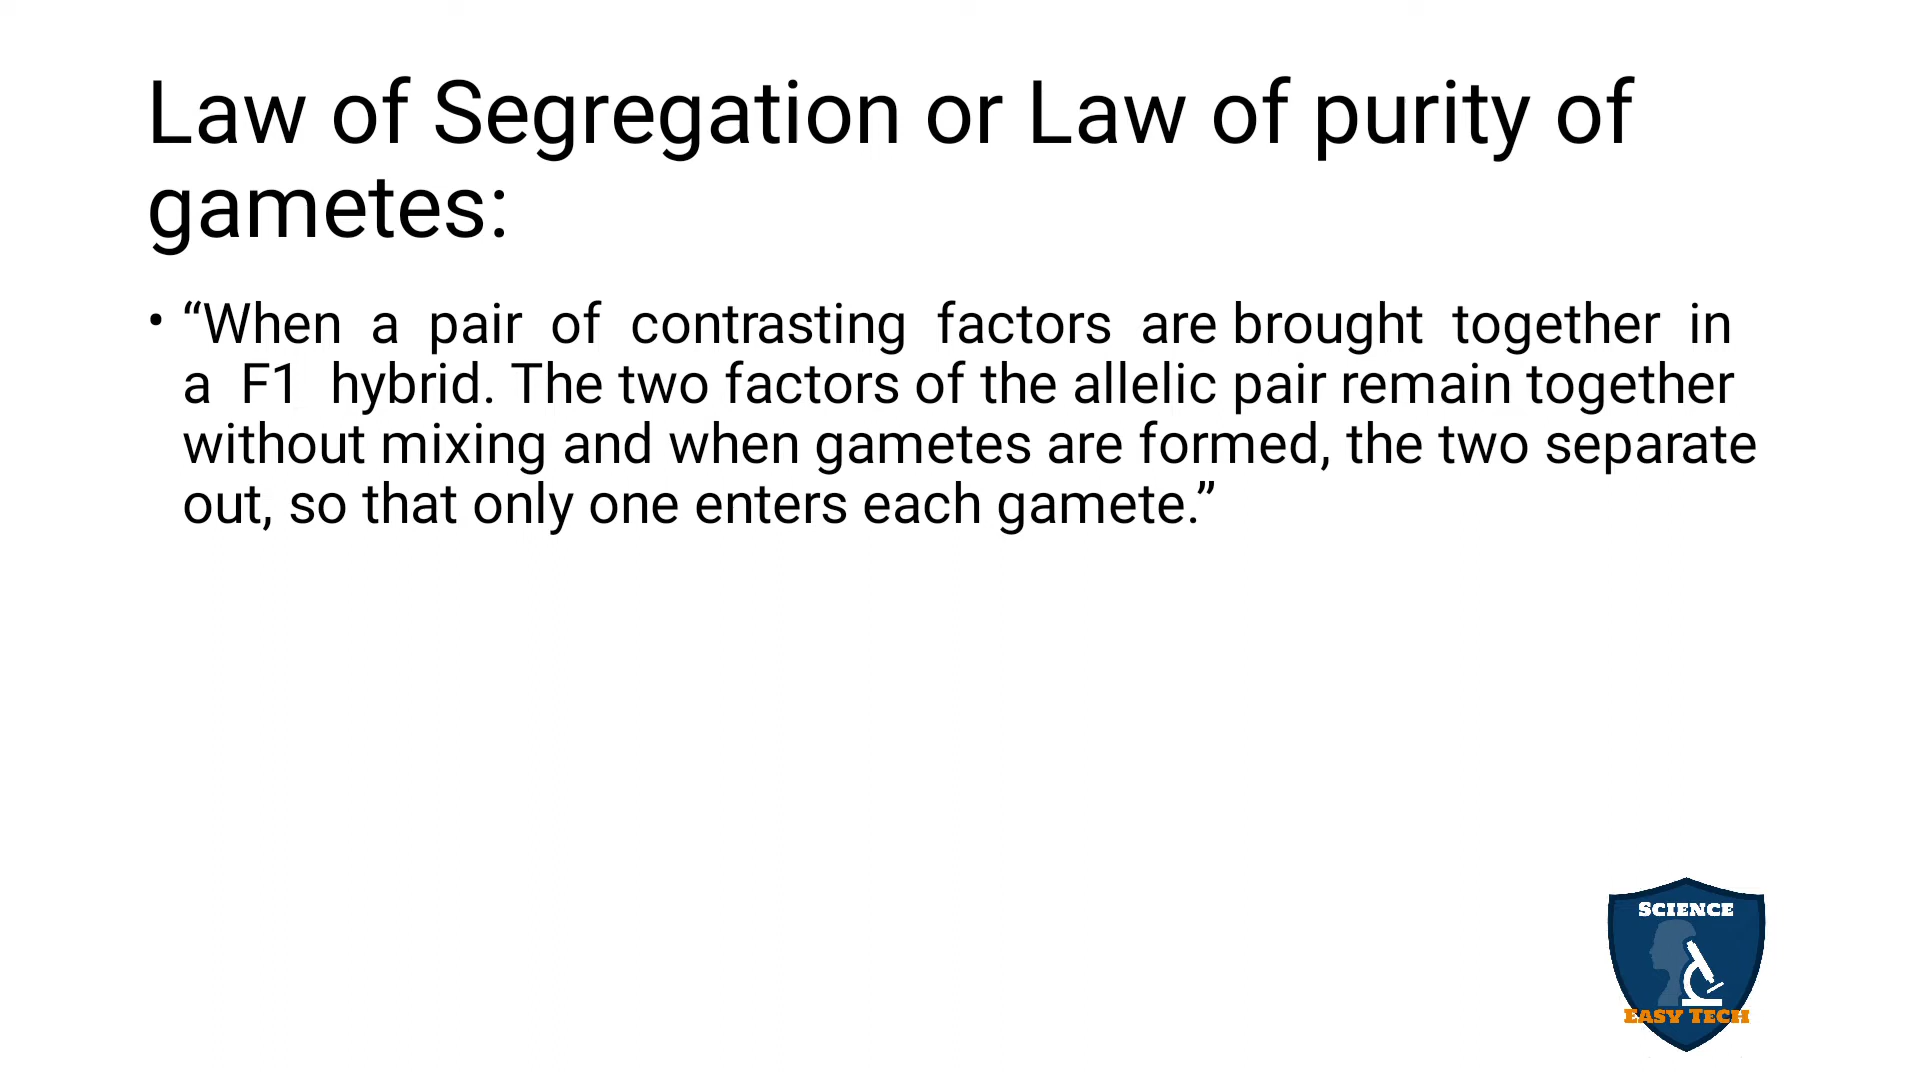 Law of Segregation or Law of purity of
gametes:
• “When a pair of contrasting factors are brought together in
a F1 hybrid. The two factors of the allelic pair remain together
without mixing and when gametes are formed, the two separate
out, so that only one enters each gamete.”
SCIENCE
EASY TECH